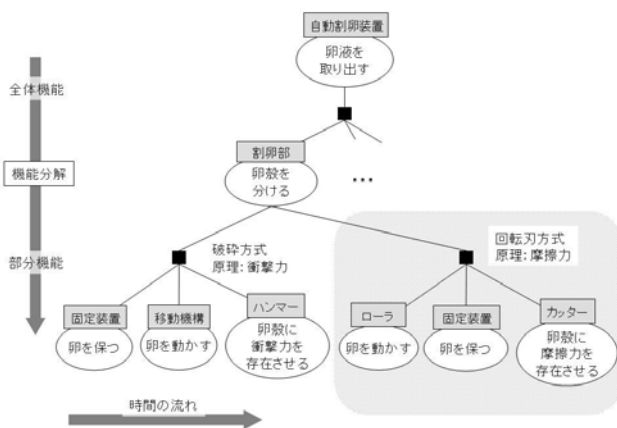 自動割卵装置
卵液を
取り出す
全体機能
機能分解
部分機能
割卵部
卵殻を
分ける
…
破砕方式
原理:衝撃力
回転刃方式
原理:摩擦力
固定装置
卵を保つ
移動機構
卵を動かす
ハンマー
卵殻に
衝撃力を
存在させる
ローラ
卵を動かす
固定装置
卵を保つ
カッター
卵殻に
摩擦力を
存在させる
時間の流れ